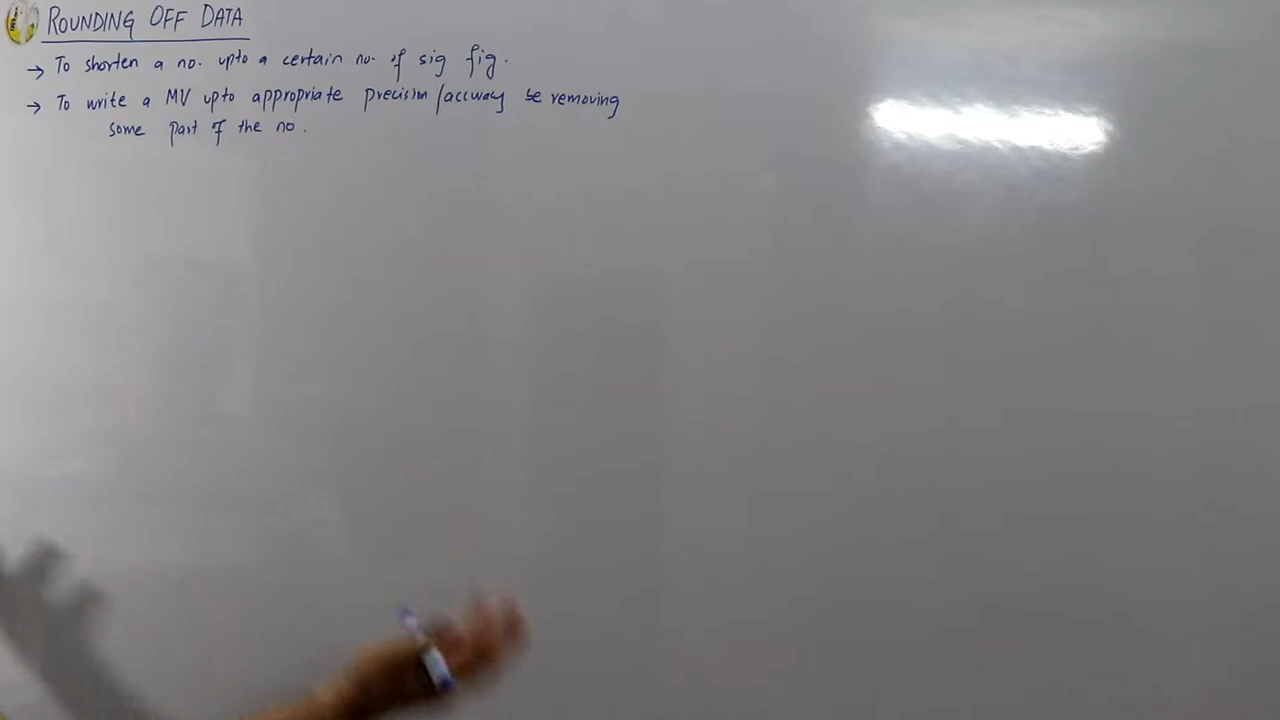 ROUNDING OFF DATA
→ To shorten a no. upto a certain no. of sig fig.
→ To write a MV upto appropriate precision/accuracy be removing
some part of the no.